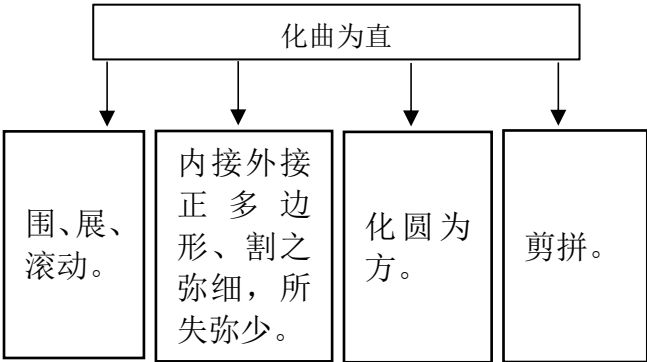 化曲为直
围、展、
滚动。
内接外接
正多边
形、割之
弥细，所
失弥少。
化圆为
方。
剪拼。